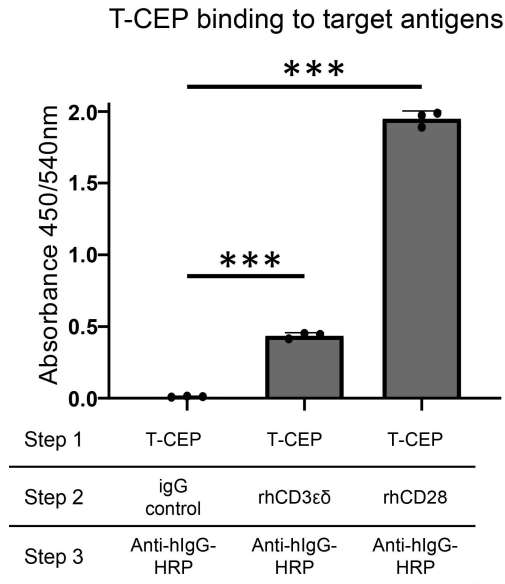 T-CEP binding to target antigens
***
2.0
1.5
***
1.0
0.5
0.0
Absorbance 450/540nm
Step 1 T-CEP T-CEP T-CEP
Step 2 igG control rhCD3εδ rhCD28
Step 3 Anti-hIgG-HRP Anti-hIgG-HRP Anti-hIgG-HRP